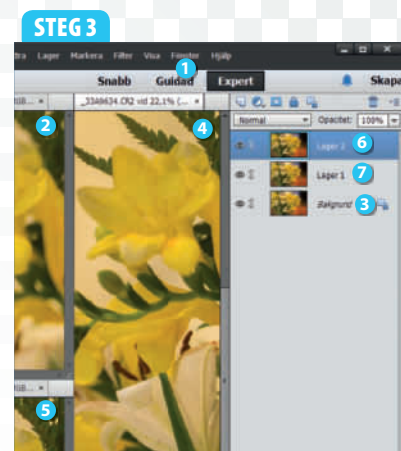 STEG 3
Lager Markera Filter Visa Fönster Hjälp
1
Snabb Guidad Expert Skapa
_3349634.CR2 vid 22,1% (...
Normal Opacitet: 100%
2
4
6
Lager 2
7
Lager 1
3
Bakgrund
5